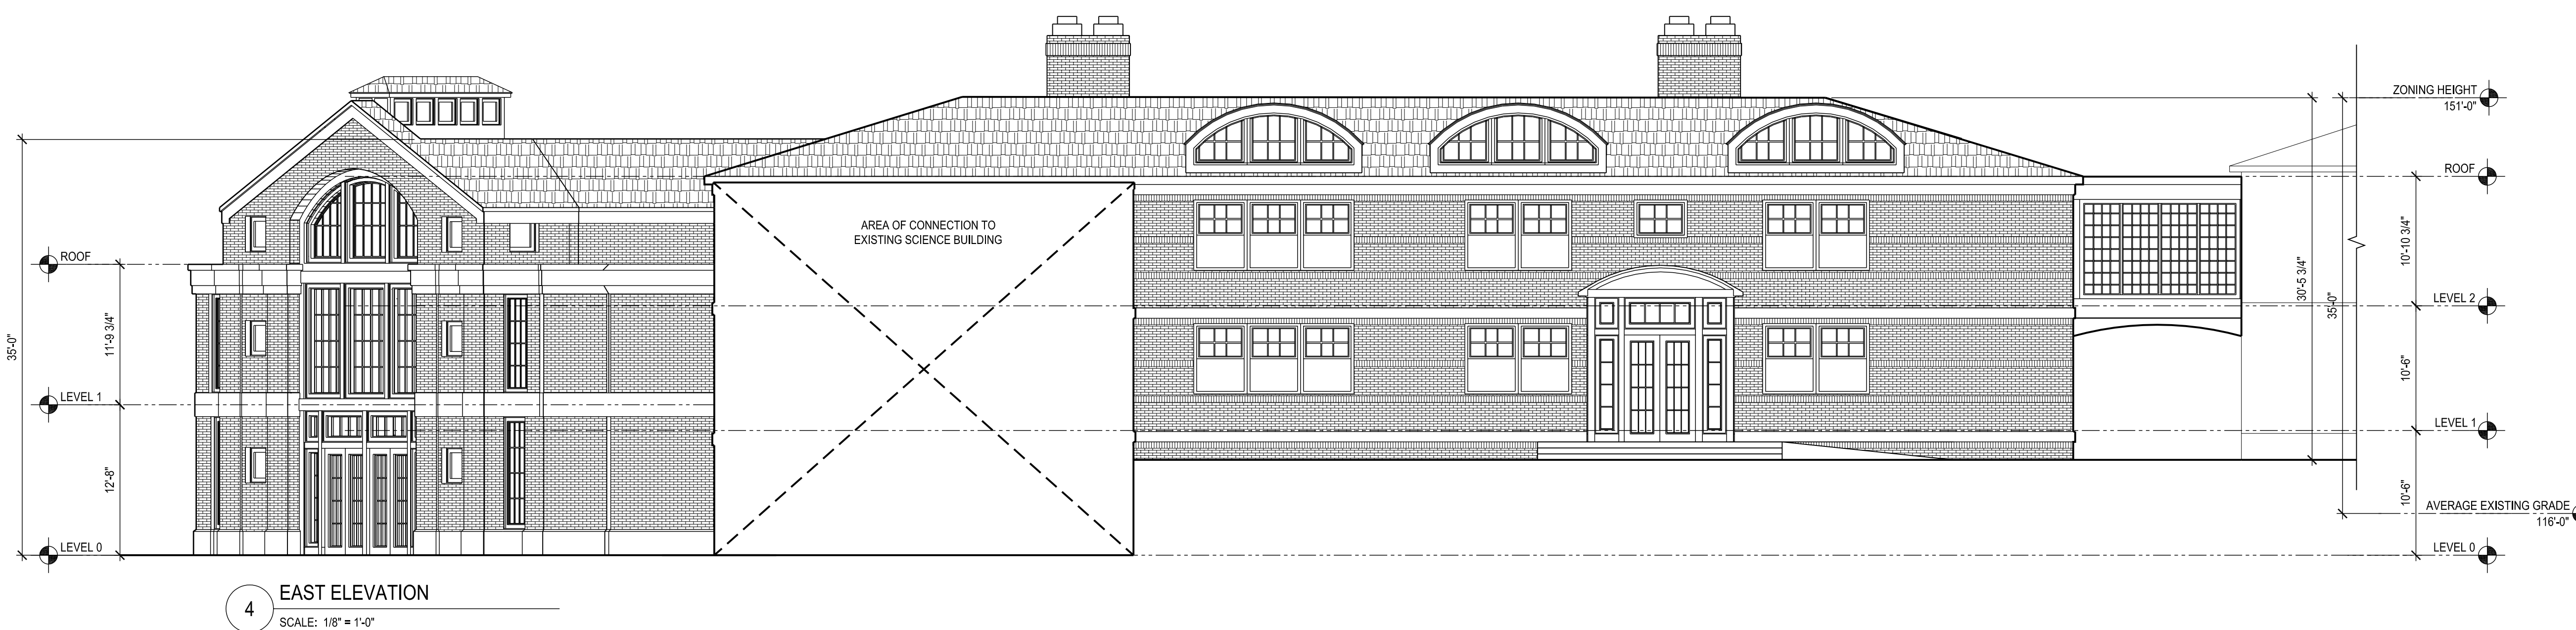 ZONING HEIGHT
151'-0"
ROOF
AREA OF CONNECTION TO
EXISTING SCIENCE BUILDING
10'-10 3/4"
ROOF
30'-5 3/4"
35'-0"
LEVEL 2
11'-9 3/4"
35'-0"
10'-6"
LEVEL 1
LEVEL 1
12'-8"
10'-6"
AVERAGE EXISTING GRADE
116'-0"
LEVEL 0
LEVEL 0
4
EAST ELEVATION
SCALE: 1/8" = 1'-0"